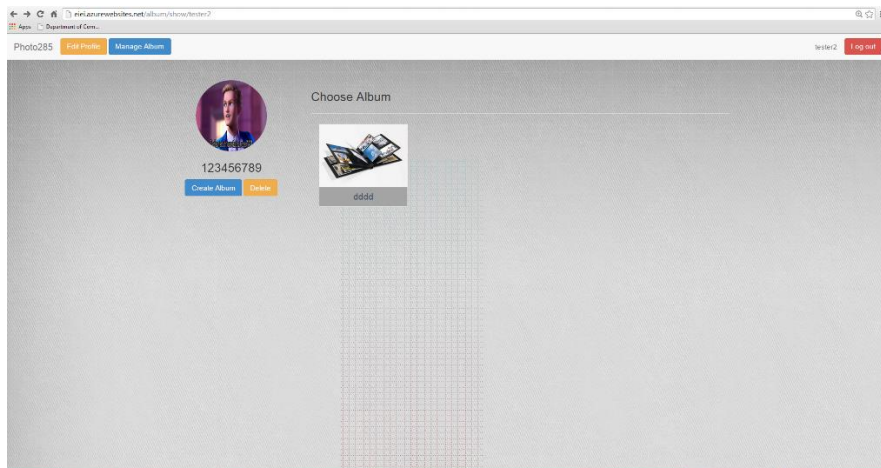 eiei.azurewebsites.net/album/show/tester2
Apps Department of Com...
Photo285 Edit Profile Manage Album tester2 Log out
Choose Album
123456789
Create Album Delete
dddd